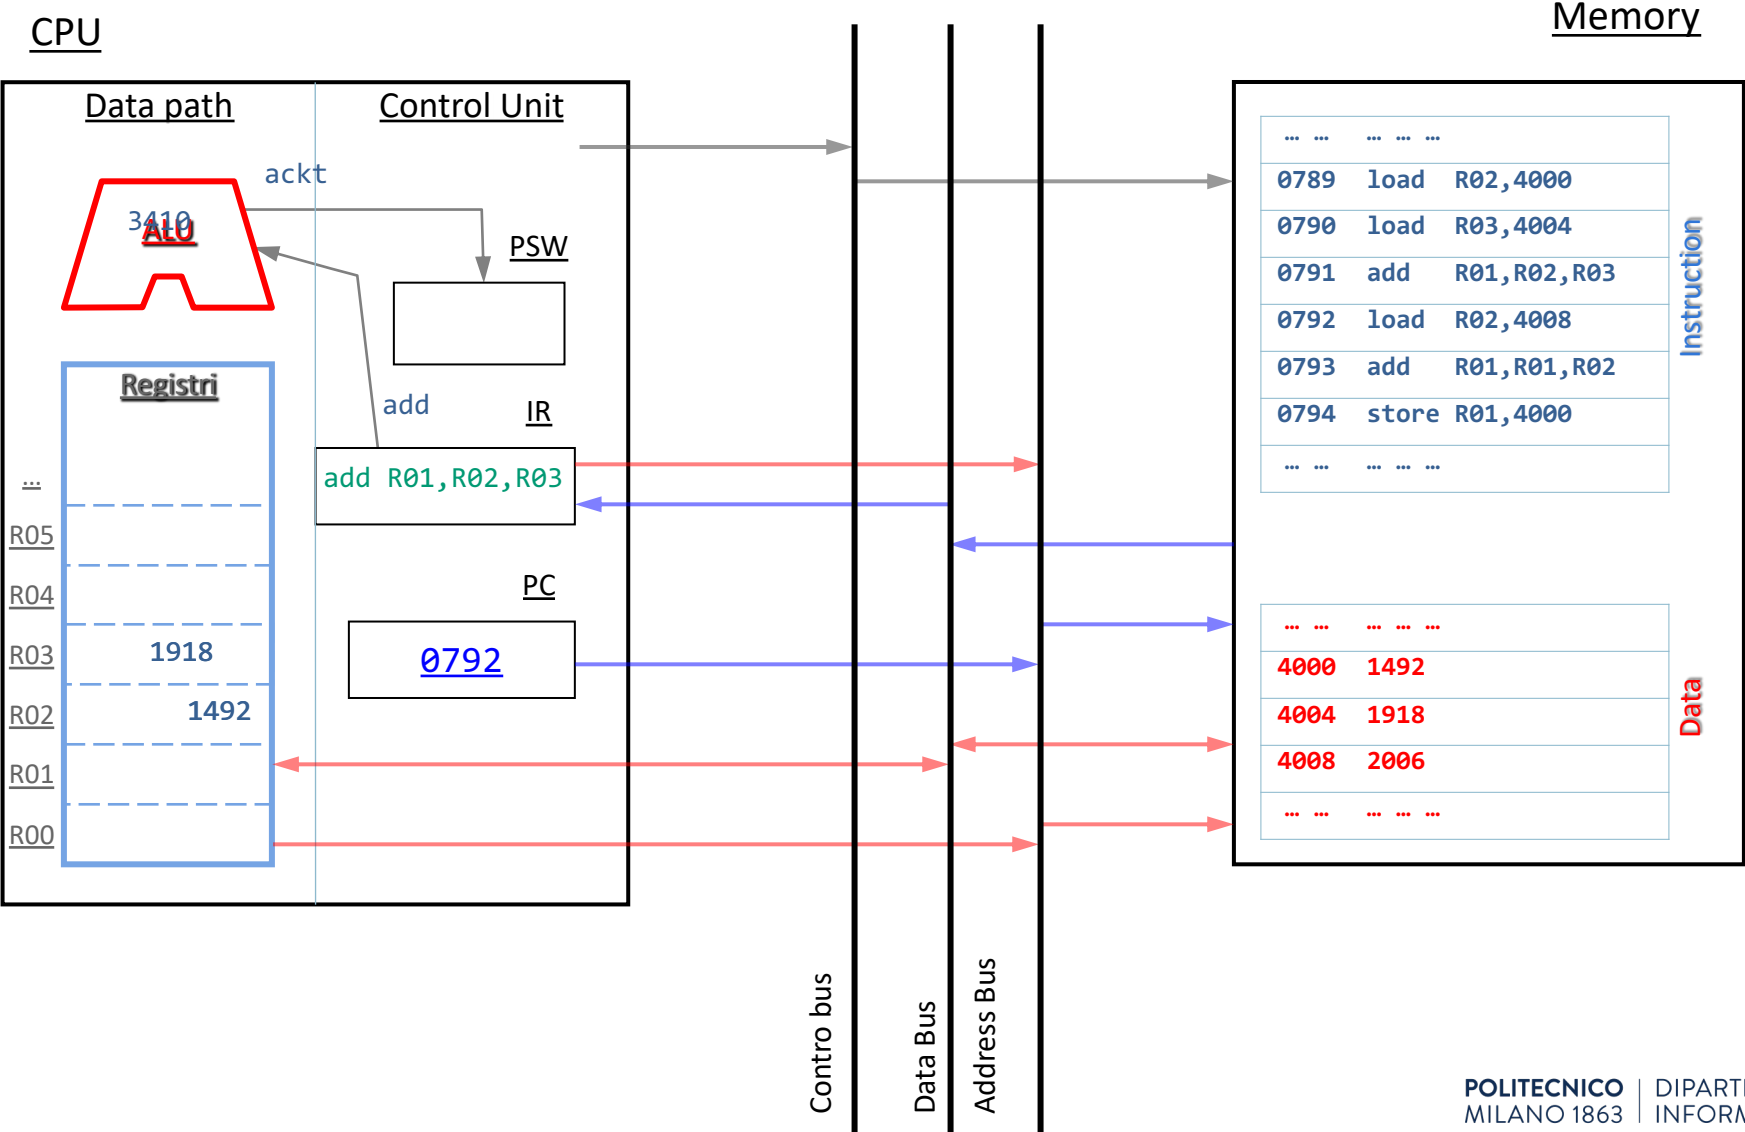 CPU
Memory
Data path
Control Unit
ackt
3410
ALU
PSW
Registri
add
IR
add R01,R02,R03
...
R05
R04
R03
R02
R01
R00
1918
1492
PC
0792
... ... ... ... ...
0789 load R02,4000
0790 load R03,4004
0791 add R01,R02,R03
0792 load R02,4008
0793 add R01,R01,R02
0794 store R01,4000
... ... ... ... ...
Instruction
... ... ... ... ...
4000 1492
4004 1918
4008 2006
... ... ... ... ...
Data
Contro bus
Data Bus
Address Bus
POLITECNICO
MILANO 1863
DIPARTI
INFORM